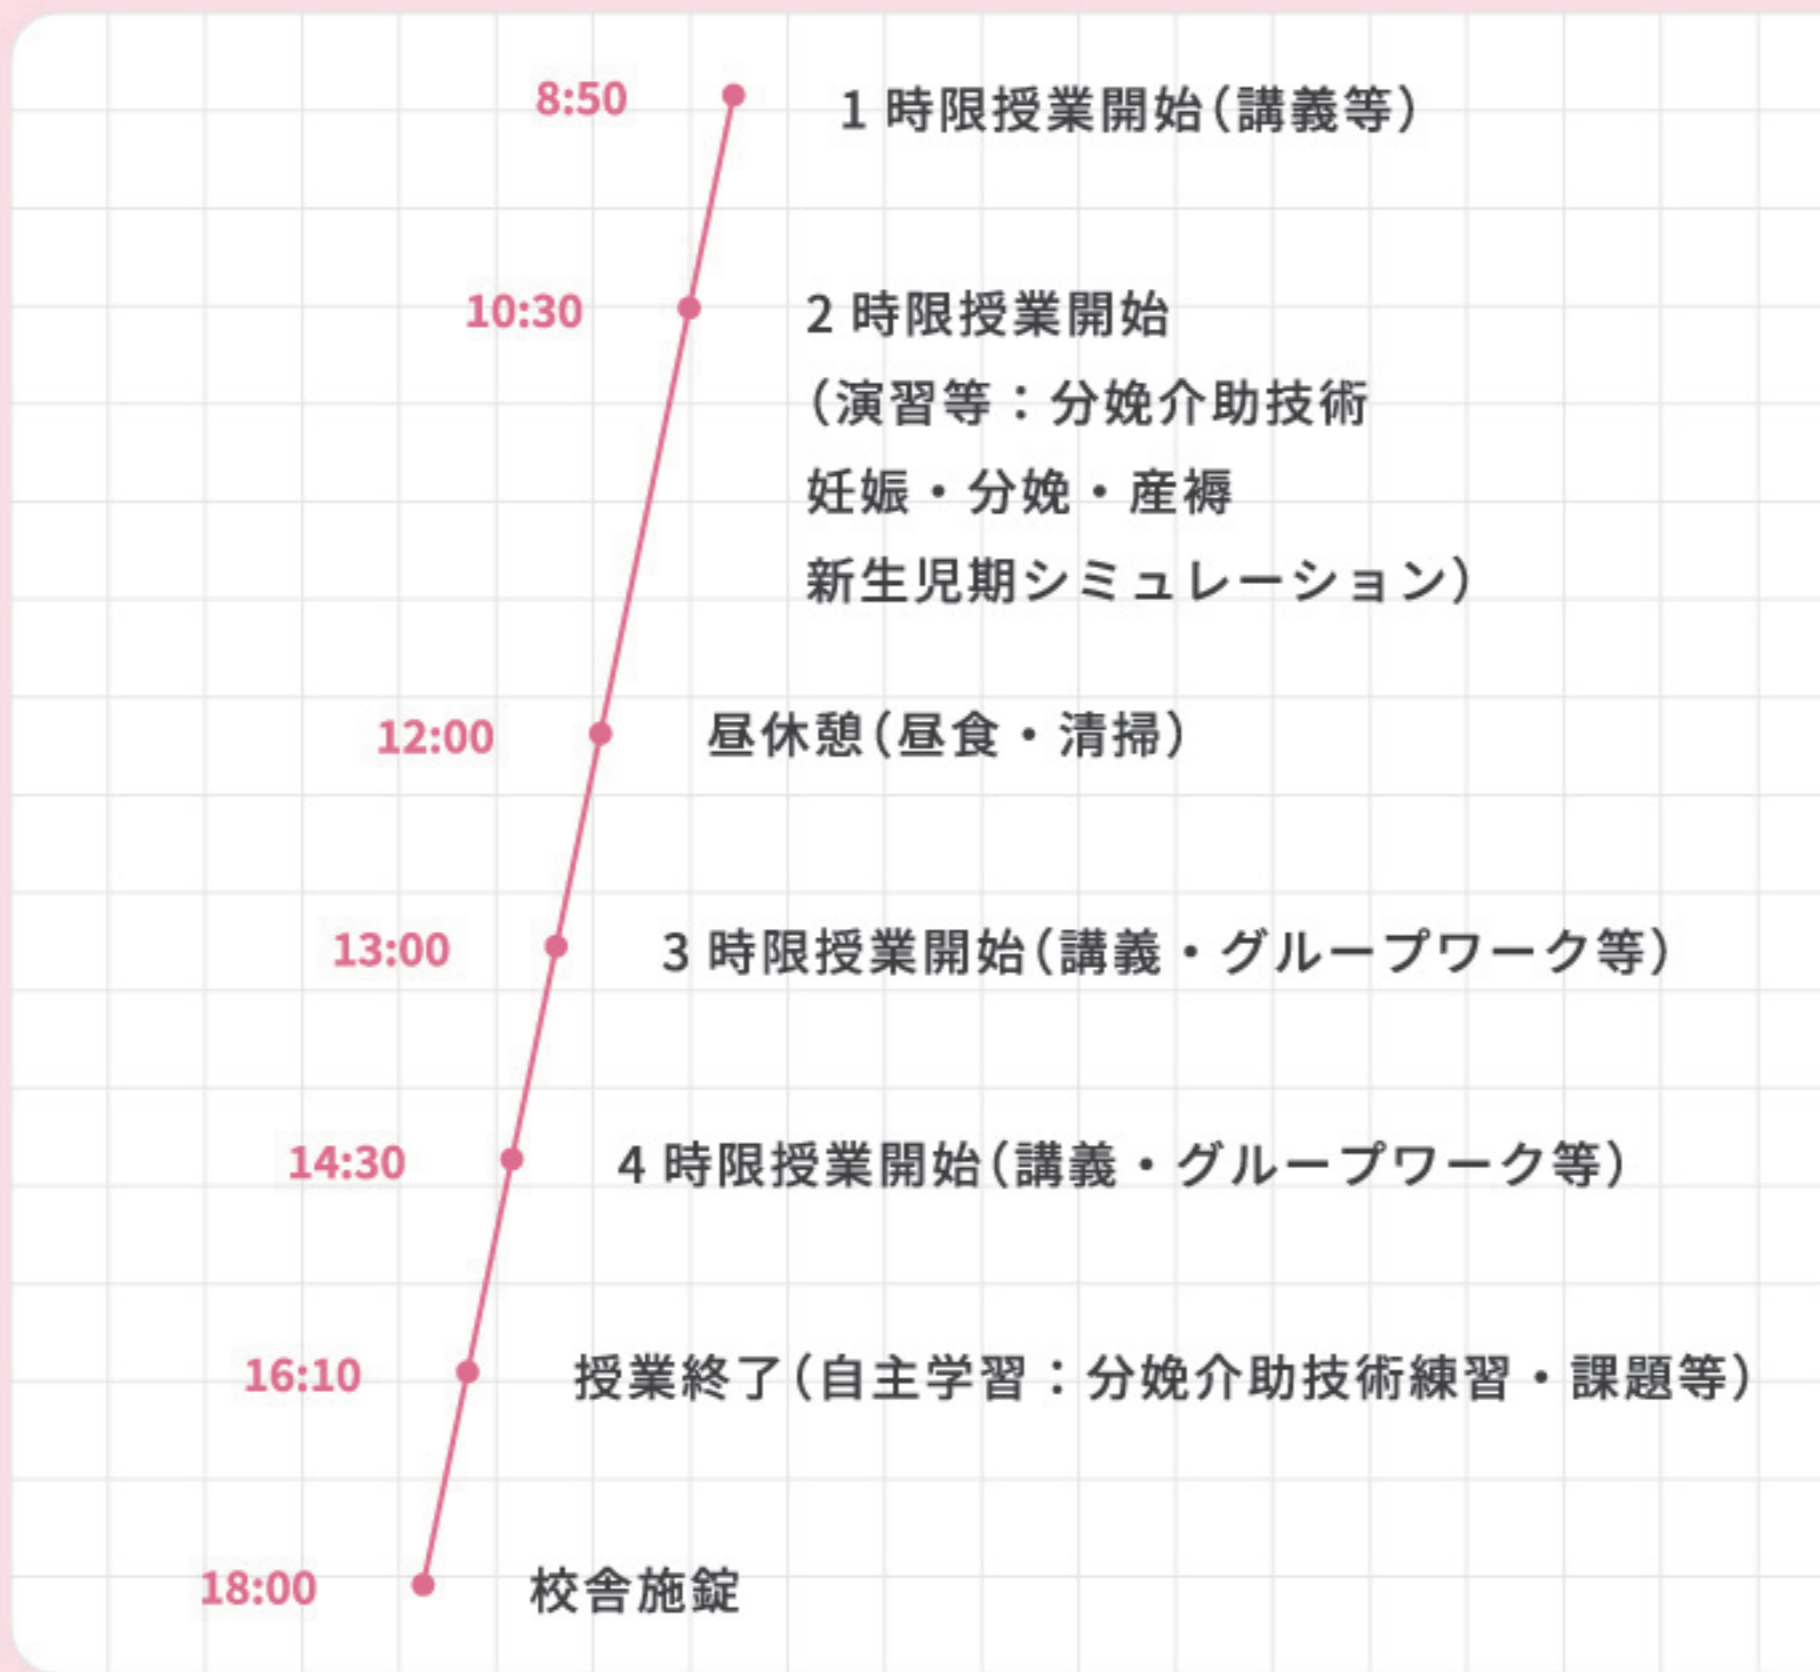 8:50 1 時限授業開始（講義等）
10:30 2 時限授業開始
（演習等：分娩介助技術
妊娠・分娩・産褥
新生児期シミュレーション）
12:00 昼休憩（昼食・清掃）
13:00 3 時限授業開始（講義・グループワーク等）
14:30 4 時限授業開始（講義・グループワーク等）
16:10 授業終了（自主学習：分娩介助技術練習・課題等）
18:00 校舎施錠